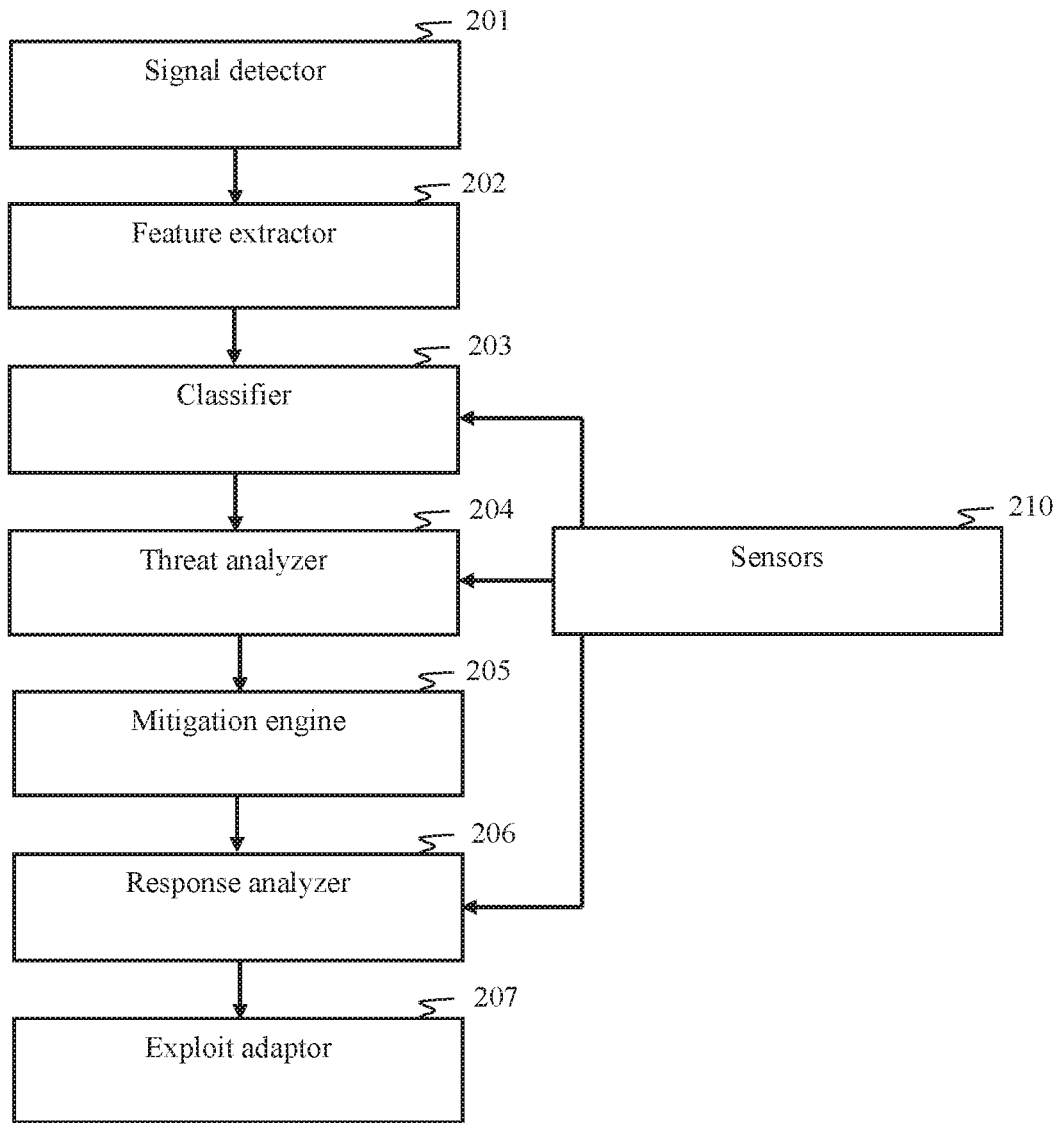 201
Signal detector
202
Feature extractor
203
Classifier
204
Threat analyzer
210
Sensors
205
Mitigation engine
206
Response analyzer
207
Exploit adaptor